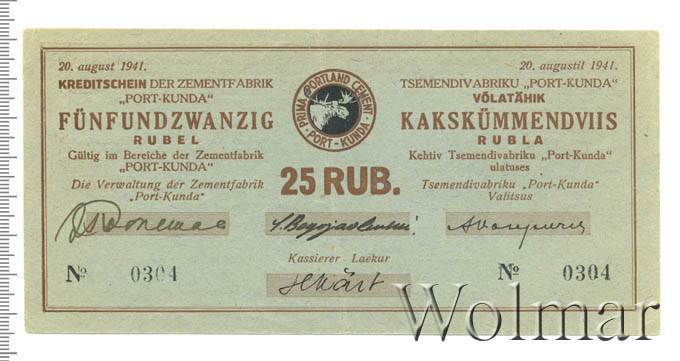 20. august 1941.
KREDITSCHEIN DER ZEMENTFABRIK
„PORT-KUNDA“
FÜNFUNDZWANZIG
RUBEL
Gültig im Bereiche der Zementfabrik
„PORT-KUNDA“
Die Verwaltung der Zementfabrik
„Port-Kunda“
PRIMA PORTLAND CEMENT
PORT-KUNDA
25 RUB.
20. augustil 1941.
TSEMENDIVABRIKU „PORT-KUNDA“
VÕLATÄHIK
KAKSKÜMMENDVIIS
RUBLA
Kehtiv Tsemendivabriku „Port-Kunda“
ulatuses
Tsemendivabriku „Port-Kunda“
Valitsus
Kassierer Laekur
№ 0304
№ 0304
Wolmar